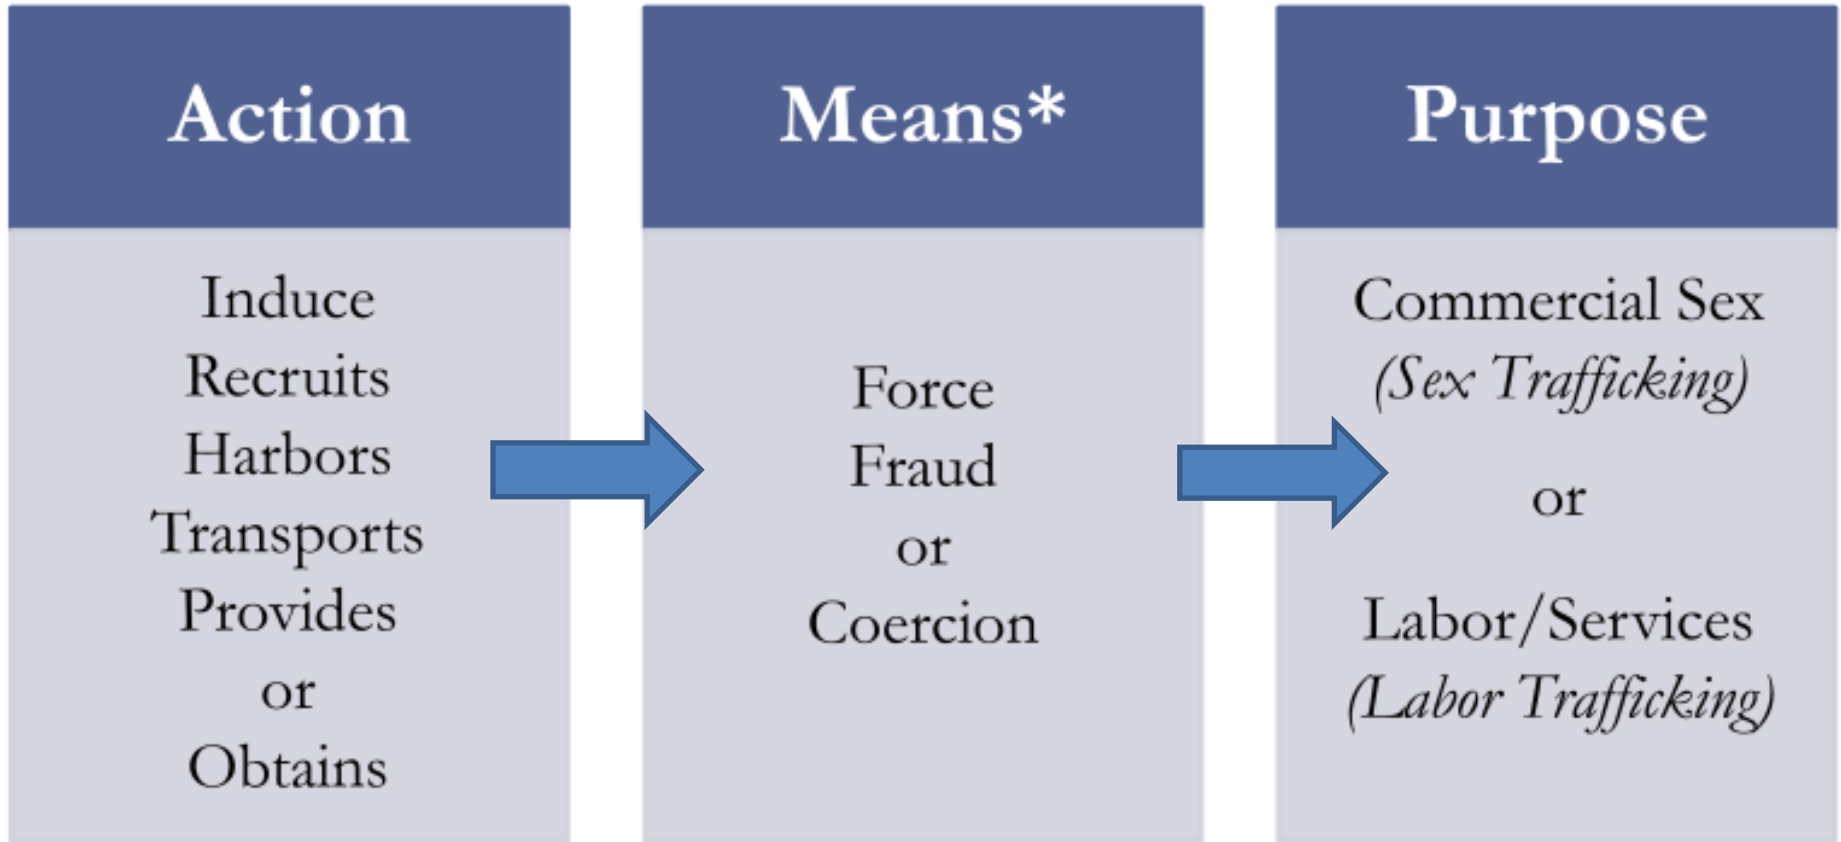 Action
Induce
Recruits
Harbors
Transports
Provides
or
Obtains
Means*
Force
Fraud
or
Coercion
Purpose
Commercial Sex
(Sex Trafficking)
or
Labor/Services
(Labor Trafficking)